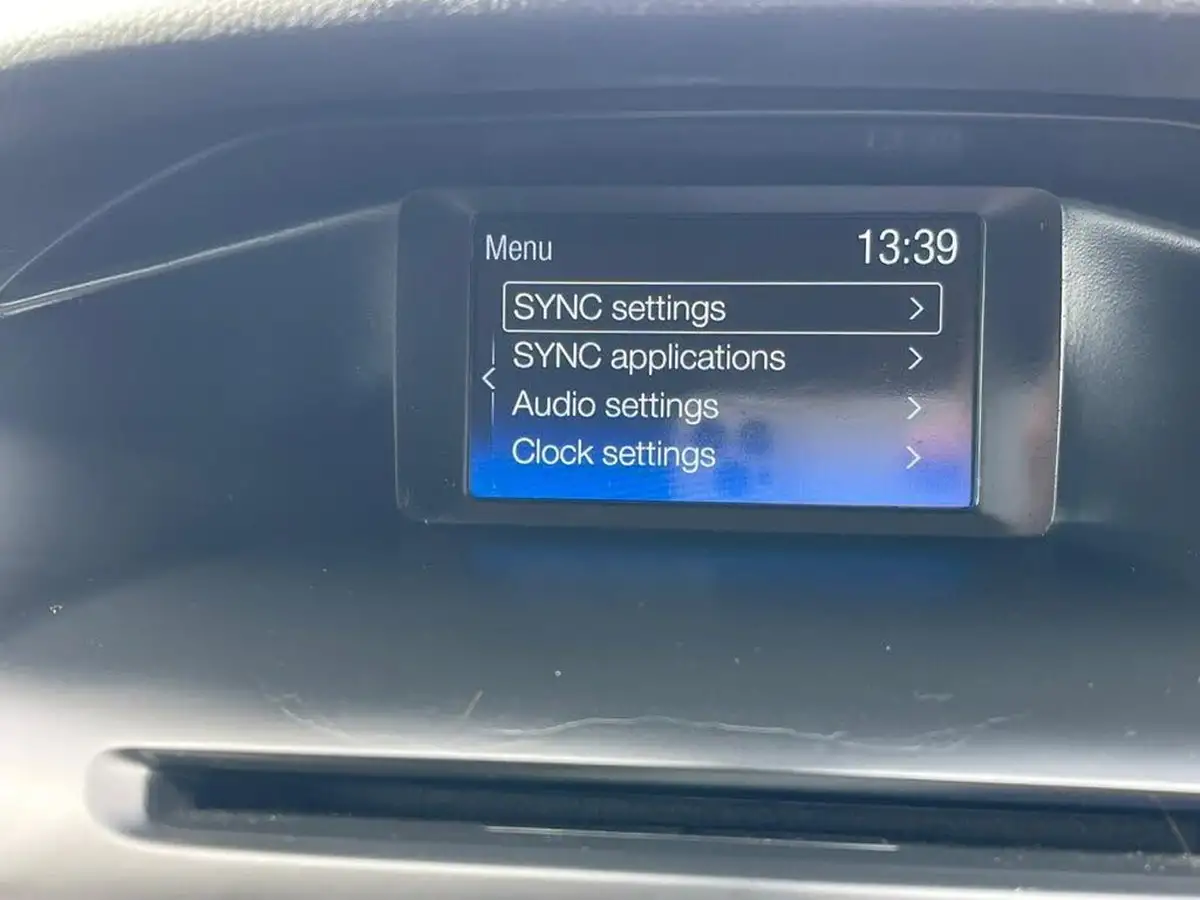 Menu 13:39
SYNC settings
SYNC applications
Audio settings
Clock settings